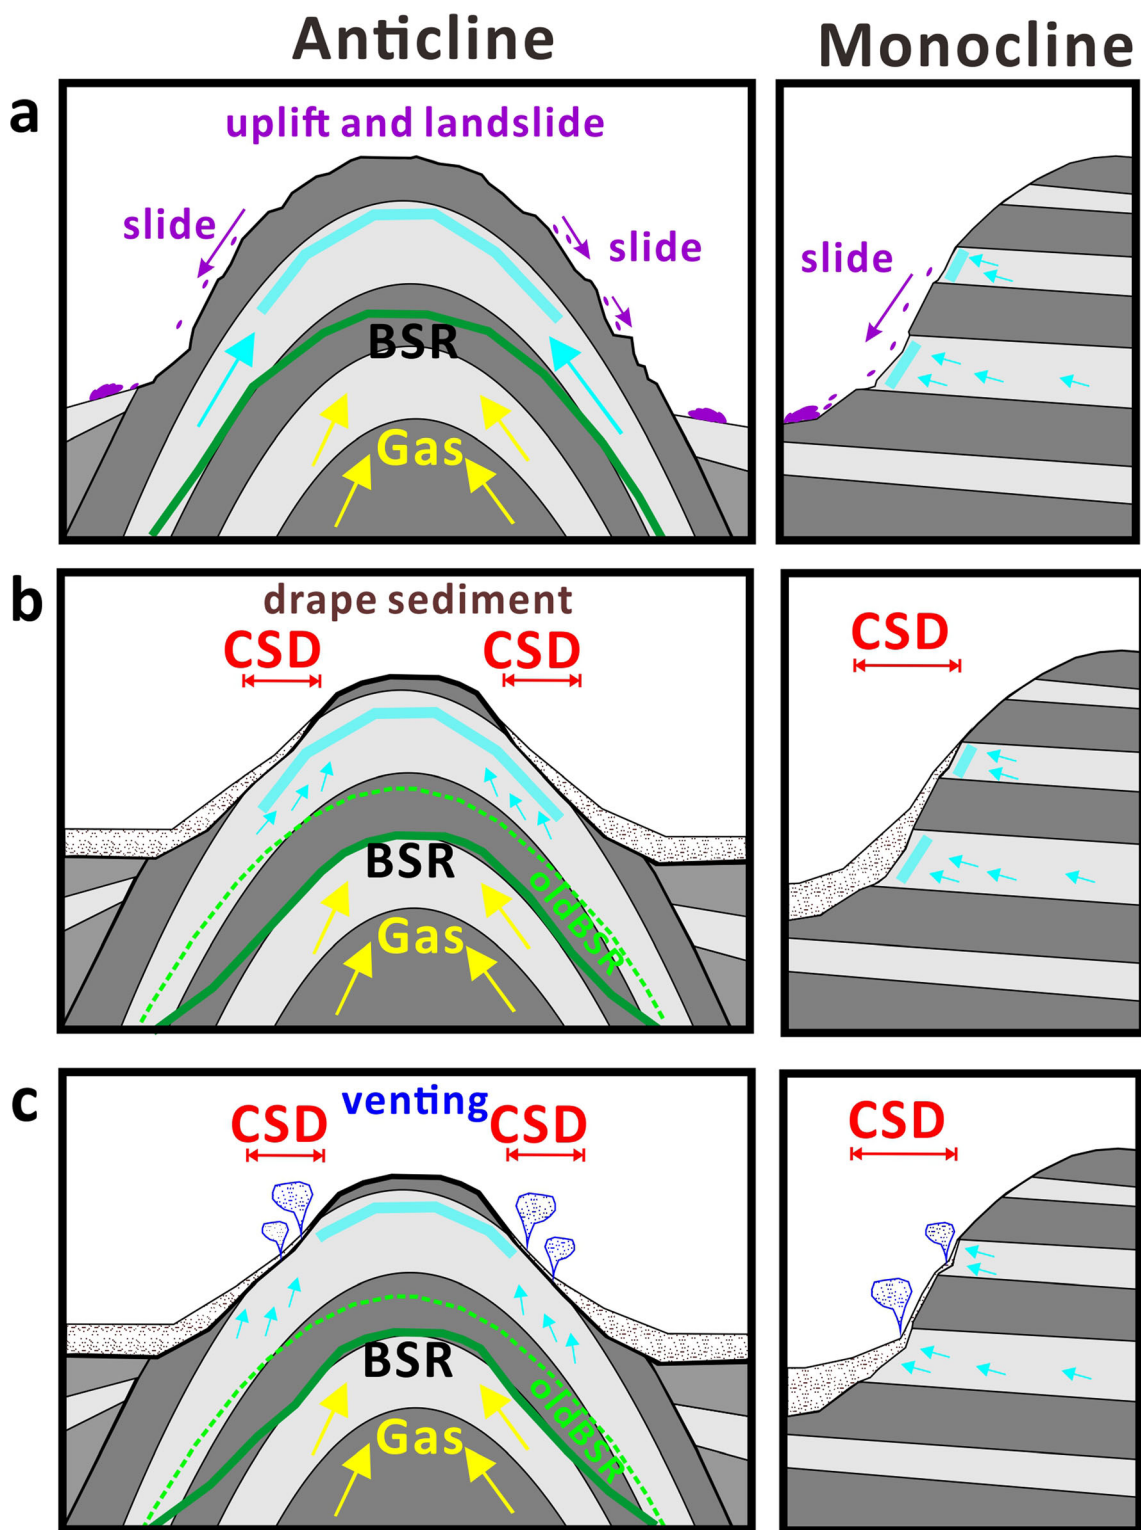 Anticline
Monocline
a
uplift and landslide
slide
slide
BSR
Gas
slide
b
drape sediment
CSD
CSD
BSR
oldBSR
Gas
CSD
c
venting
CSD
CSD
BSR
oldBSR
Gas
CSD